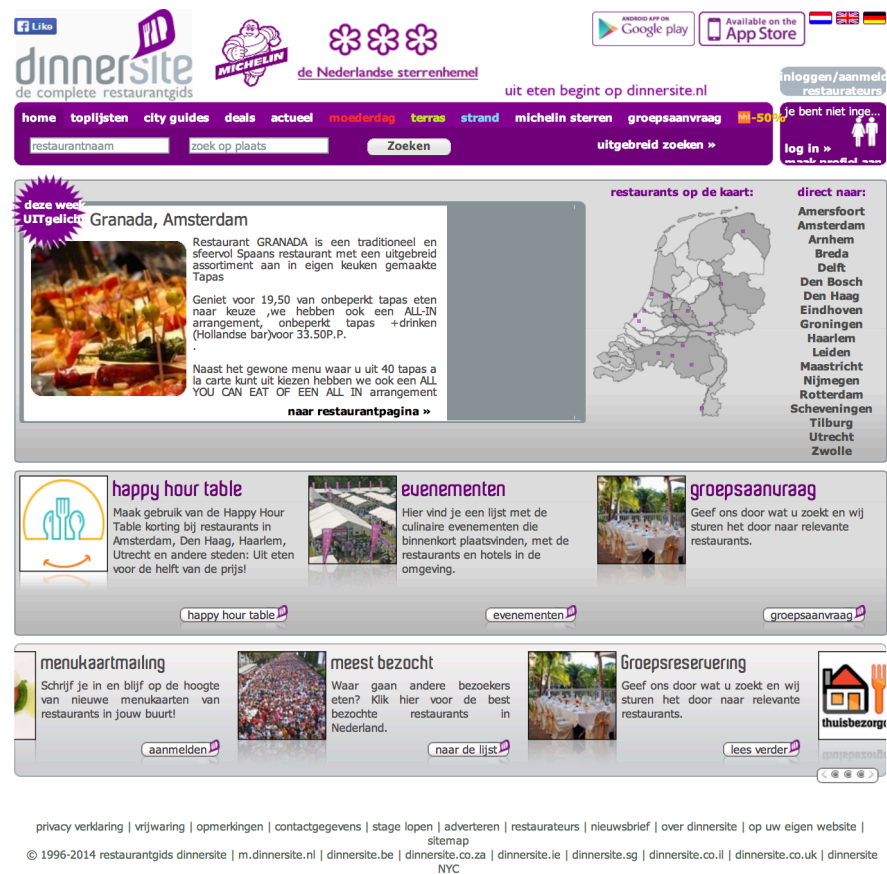 Like
dinnersite
de complete restaurantgids
MICHELIN
de Nederlandse sterrenhemel
uit eten begint op dinnersite.nl
ANDROID APP ON
Google play
Available on the
App Store
inloggen/aanmeld
restaurateurs
home toplijsten city guides deals actueel moederdag terras strand michelin sterren groepsaanvraag -50%
restaurantnaam zoek op plaats Zoeken uitgebreid zoeken »
je bent niet inge...
log in »
maak profiel aan
deze week
UITgelicht
Granada, Amsterdam
Restaurant GRANADA is een traditioneel en
sfeervol Spaans restaurant met een uitgebreid
assortiment aan in eigen keuken gemaakte
Tapas
Geniet voor 19,50 van onbeperkt tapas eten
naar keuze ,we hebben ook een ALL-IN
arrangement, onbeperkt tapas +drinken
(Hollandse bar)voor 33.50P.P.
.
Naast het gewone menu waar u uit 40 tapas a
la carte kunt uit kiezen hebben we ook een ALL
YOU CAN EAT OF EEN ALL IN arrangement
naar restaurantpagina »
restaurants op de kaart:
direct naar:
Amersfoort
Amsterdam
Arnhem
Breda
Delft
Den Bosch
Den Haag
Eindhoven
Groningen
Haarlem
Leiden
Maastricht
Nijmegen
Rotterdam
Scheveningen
Tilburg
Utrecht
Zwolle
happy hour table
Maak gebruik van de Happy Hour
Table korting bij restaurants in
Amsterdam, Den Haag, Haarlem,
Utrecht en andere steden: Uit eten
voor de helft van de prijs!
happy hour table
evenementen
Hier vind je een lijst met de
culinaire evenementen die
binnenkort plaatsvinden, met de
restaurants en hotels in de
omgeving.
evenementen
groepsaanvraag
Geef ons door wat u zoekt en wij
sturen het door naar relevante
restaurants.
groepsaanvraag
menukaartmailing
Schrijf je in en blijf op de hoogte
van nieuwe menukaarten van
restaurants in jouw buurt!
aanmelden
meest bezocht
Waar gaan andere bezoekers
eten? Klik hier voor de best
bezochte restaurants in
Nederland.
naar de lijst
Groepsreservering
Geef ons door wat u zoekt en wij
sturen het door naar relevante
restaurants.
lees verder
thuisbezorgd
privacy verklaring | vrijwaring | opmerkingen | contactgegevens | stage lopen | adverteren | restaurateurs | nieuwsbrief | over dinnersite | op uw eigen website |
sitemap
© 1996-2014 restaurantgids dinnersite | m.dinnersite.nl | dinnersite.be | dinnersite.co.za | dinnersite.ie | dinnersite.sg | dinnersite.co.il | dinnersite.co.uk | dinnersite
NYC